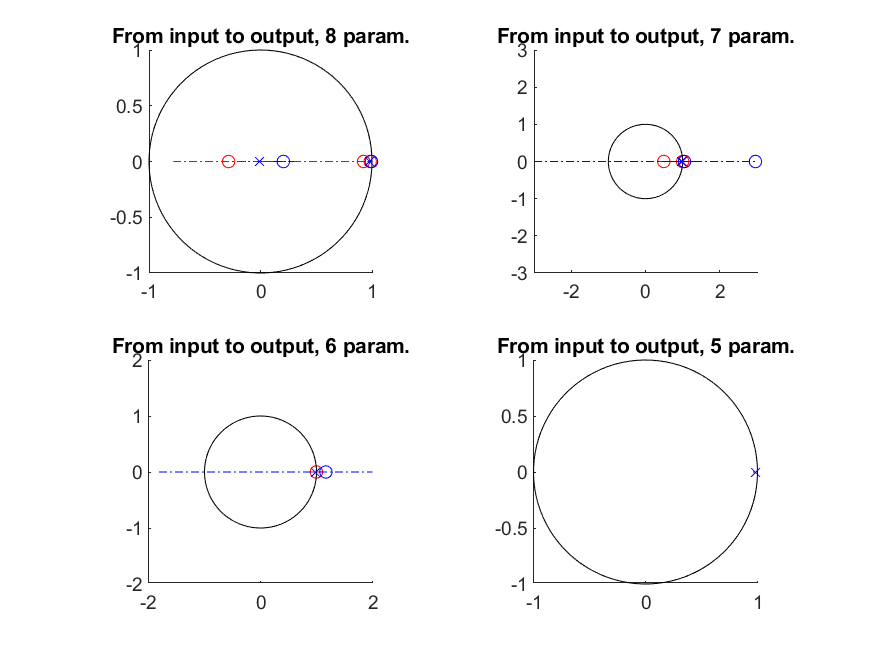 From input to output, 8 param.
1
0.5
0
-0.5
-1
-1 0 1
From input to output, 7 param.
3
2
1
0
-1
-2
-3
-2 0 2
From input to output, 6 param.
2
1
0
-1
-2
-2 0 2
From input to output, 5 param.
1
0.5
0
-0.5
-1
-1 0 1